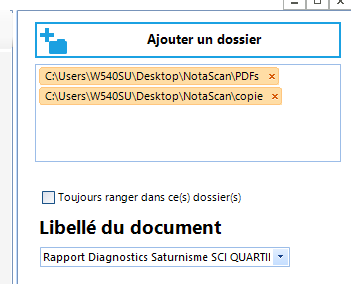 Ajouter un dossier
C:\Users\W540SU\Desktop\NotaScan\PDFs ×
C:\Users\W540SU\Desktop\NotaScan\copie ×
Toujours ranger dans ce(s) dossier(s)
Libellé du document
Rapport Diagnostics Saturnisme SCI